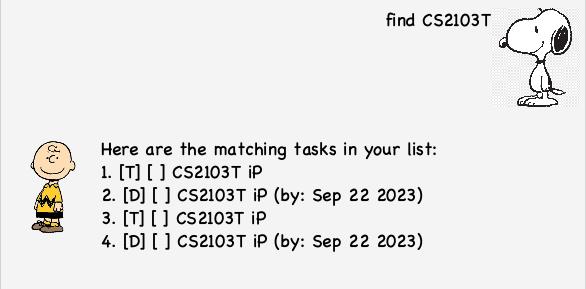 find CS2103T
Here are the matching tasks in your list:
1. [T] [ ] CS2103T iP
2. [D] [ ] CS2103T iP (by: Sep 22 2023)
3. [T] [ ] CS2103T iP
4. [D] [ ] CS2103T iP (by: Sep 22 2023)